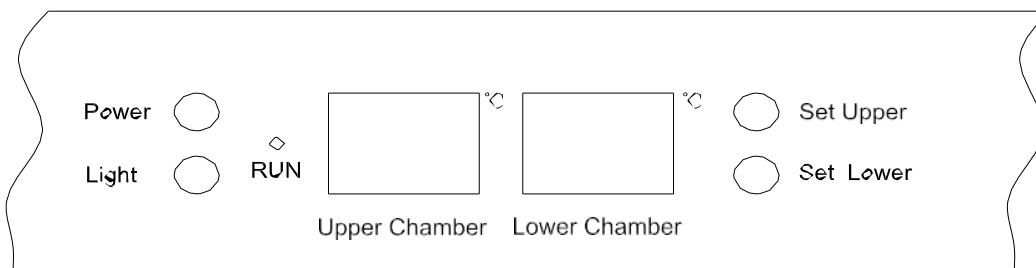 Power
°C
°C
Set Upper
Light
RUN
Set Lower
Upper Chamber
Lower Chamber